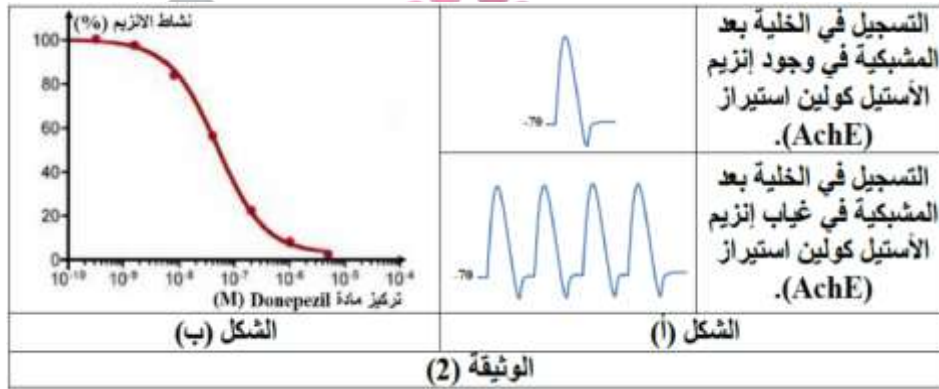 التسجيل في الخلية بعد
المشبكية في وجود إنزيم
الأستيل كولين استيراز
(AchE).
-70
التسجيل في الخلية بعد
المشبكية في غياب إنزيم
الأستيل كولين استيراز
(AchE).
-70
الشكل (أ)
نشاط الانزيم (%)
100
80
60
40
20
0
10-10 10-9 10-8 10-7 10-6 10-5 10-4
تركيز مادة Donepezil (M)
الشكل (ب)
الوثيقة (2)